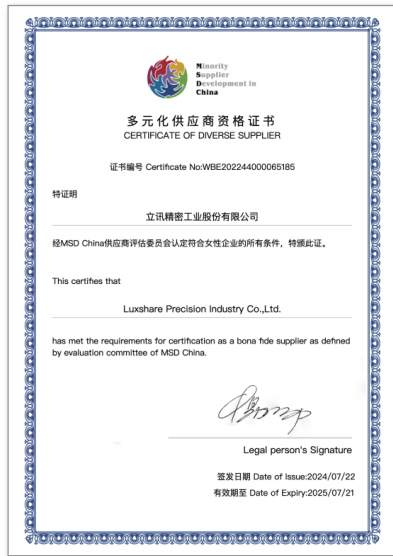 Minority
Supplier
Development in
China
多元化供应商资格证书
CERTIFICATE OF DIVERSE SUPPLIER
证书编号 Certificate No:WBE202244000065185
特证明
立讯精密工业股份有限公司
经MSD China供应商评估委员会认定符合女性企业的所有条件，特颁此证。
This certifies that
Luxshare Precision Industry Co.,Ltd.
has met the requirements for certification as a bona fide supplier as defined
by evaluation committee of MSD China.
Legal person's Signature
签发日期 Date of Issue:2024/07/22
有效期至 Date of Expiry:2025/07/21